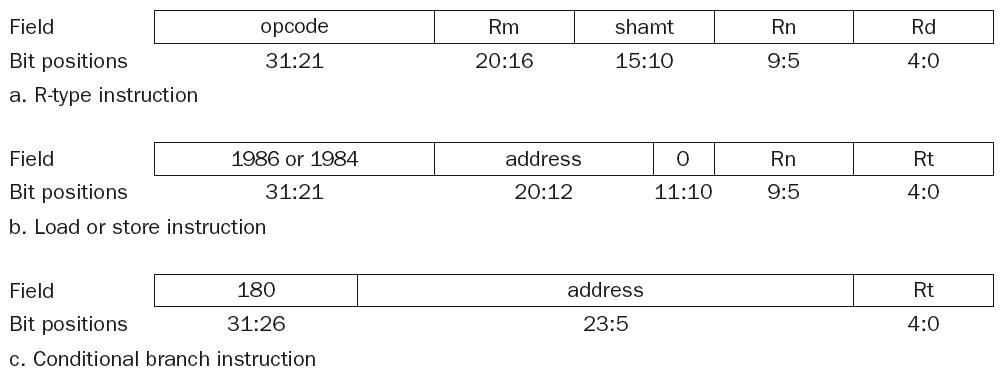 Field opcode Rm shamt Rn Rd
Bit positions 31:21 20:16 15:10 9:5 4:0
a. R-type instruction
Field 1986 or 1984 address 0 Rn Rt
Bit positions 31:21 20:12 11:10 9:5 4:0
b. Load or store instruction
Field 180 address Rt
Bit positions 31:26 23:5 4:0
c. Conditional branch instruction